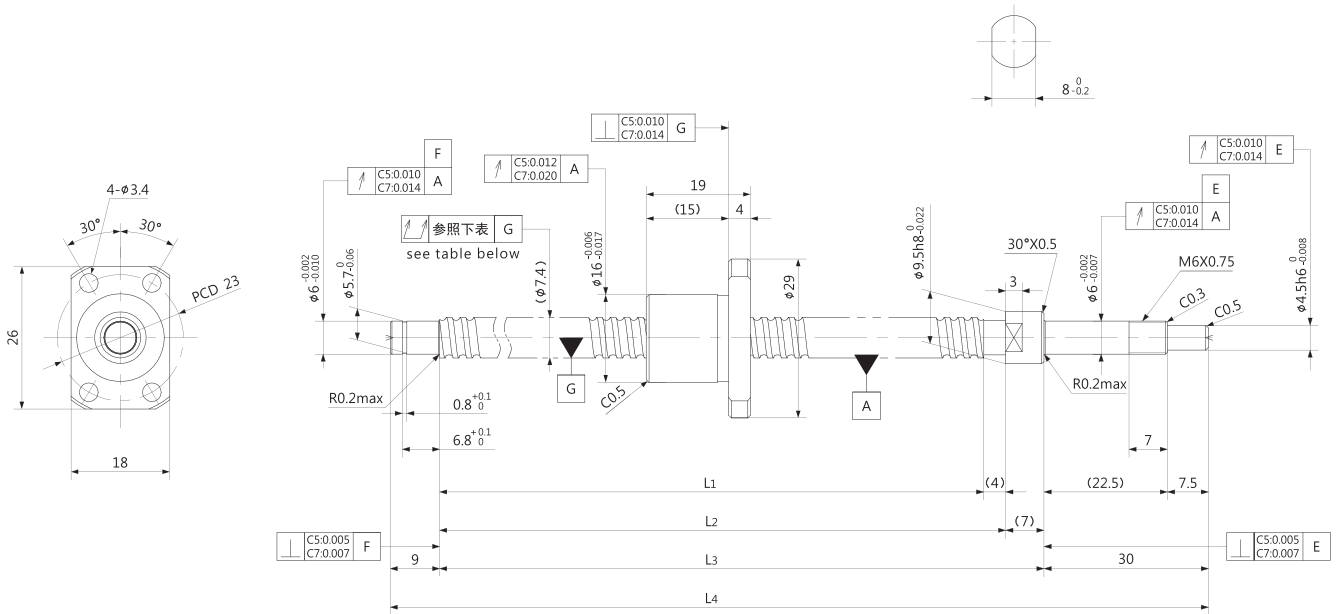 8 0 -0.2
⊥ C5:0.010 C7:0.014 G
F
C5:0.010 C7:0.014 A
C5:0.012 C7:0.020 A
C5:0.010 C7:0.014 E
E
C5:0.010 C7:0.014 A
4-ϕ3.4
30° 30°
PCD 23
26
18
参照下表 G
see table below
19
(15) 4
ϕ6 -0.002 -0.010
ϕ5.7 0 -0.06
(ϕ7.4)
ϕ16 -0.006 -0.017
ϕ29
ϕ9.5h8 0 -0.022
30°X0.5
3
ϕ6 -0.002 -0.007
M6X0.75
C0.3
C0.5
ϕ4.5h6 0 -0.008
R0.2max
G
C0.5
A
R0.2max
0.8 +0.1 0
6.8 +0.1 0
7
L1 (4) (22.5) 7.5
L2 (7)
⊥ C5:0.005 C7:0.007 F
⊥ C5:0.005 C7:0.007 E
9 L3 30
L4